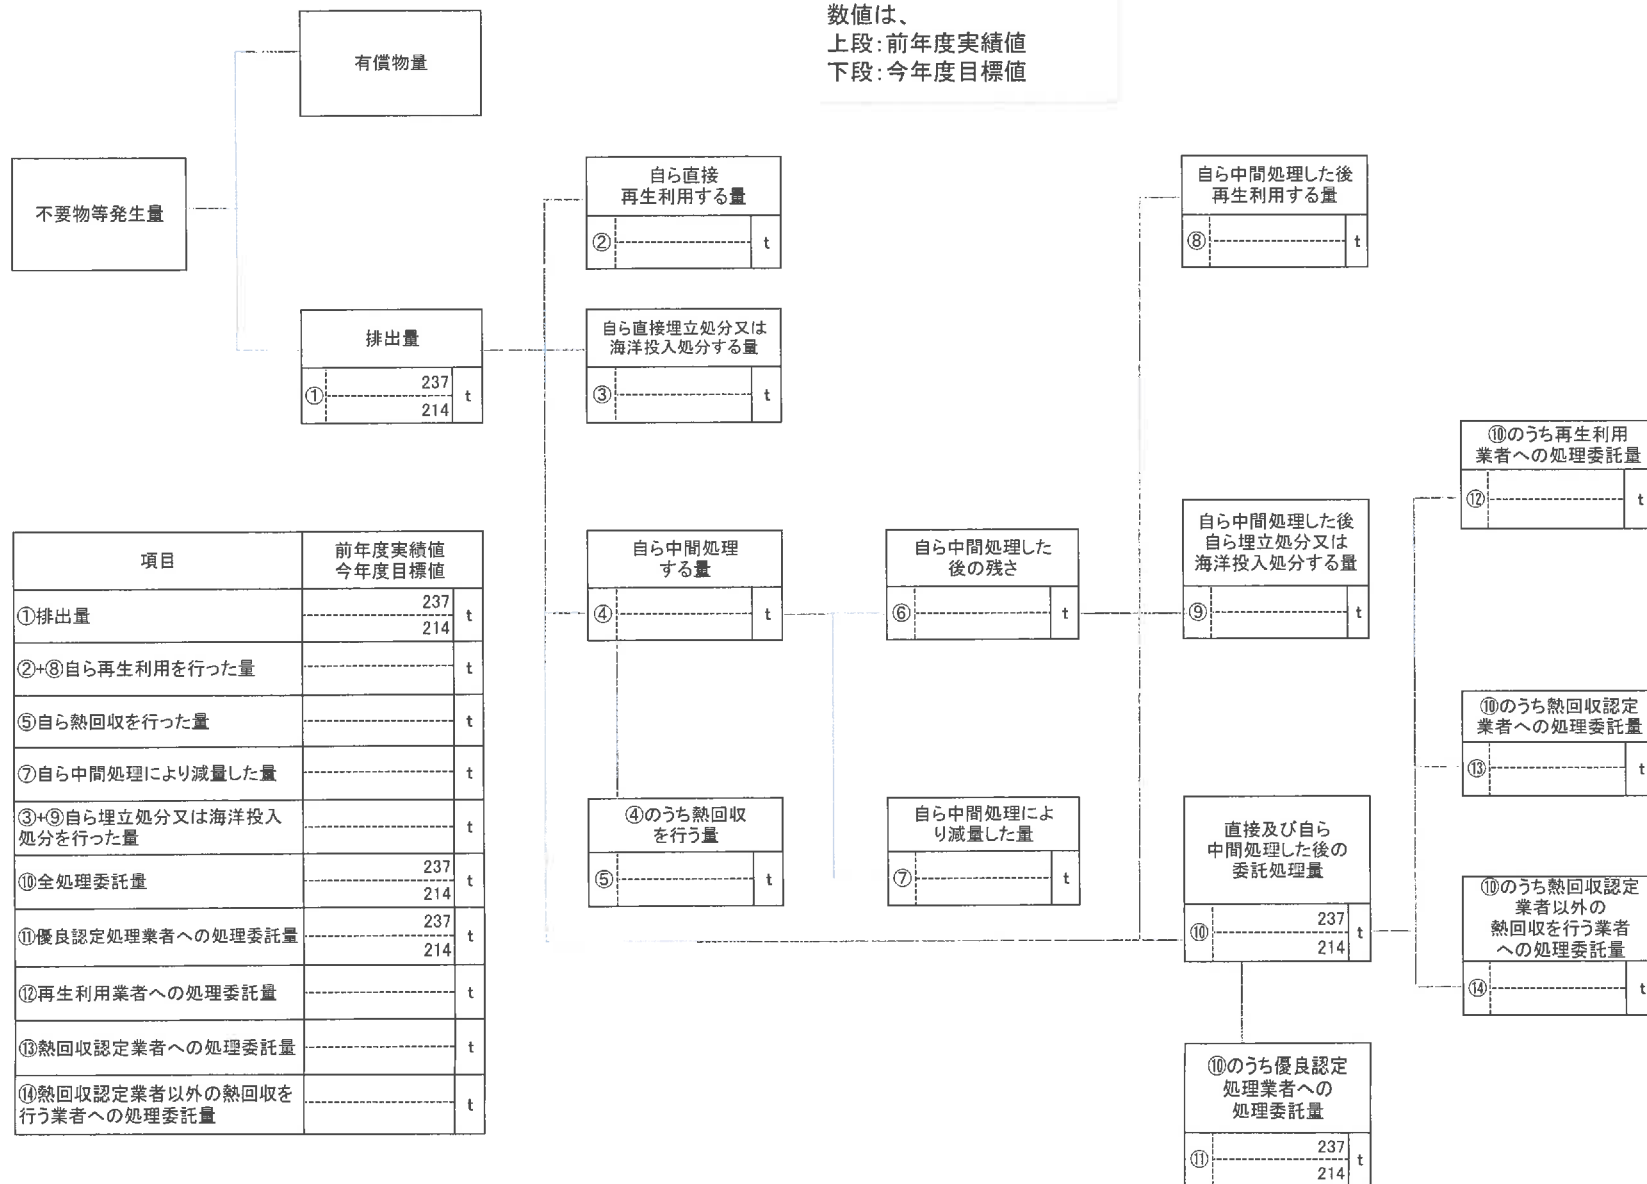 数値は、
上段:前年度実績値
下段:今年度目標値
有償物量
不要物等発生量
排出量
① 237 t
214
自ら直接
再生利用する量
② t
自ら直接埋立処分又は
海洋投入処分する量
③ t
自ら中間処理
する量
④ t
④のうち熱回収
を行う量
⑤ t
自ら中間処理した
後の残さ
⑥ t
自ら中間処理によ
り減量した量
⑦ t
自ら中間処理した後
再生利用する量
⑧ t
自ら中間処理した後
自ら埋立処分又は
海洋投入処分する量
⑨ t
直接及び自ら
中間処理した後の
委託処理量
⑩ 237 t
214
⑩のうち優良認定
処理業者への
処理委託量
⑪ 237 t
214
⑩のうち再生利用
業者への処理委託量
⑫ t
⑩のうち熱回収認定
業者への処理委託量
⑬ t
⑩のうち熱回収認定
業者以外の
熱回収を行う業者
への処理委託量
⑭ t
項目 前年度実績値
今年度目標値
①排出量 237 t
214
②+⑧自ら再生利用を行った量 t
⑤自ら熱回収を行った量 t
⑦自ら中間処理により減量した量 t
③+⑨自ら埋立処分又は海洋投入
処分を行った量 t
⑩全処理委託量 237 t
214
⑪優良認定処理業者への処理委託量 237 t
214
⑫再生利用業者への処理委託量 t
⑬熱回収認定業者への処理委託量 t
⑭熱回収認定業者以外の熱回収を
行う業者への処理委託量 t